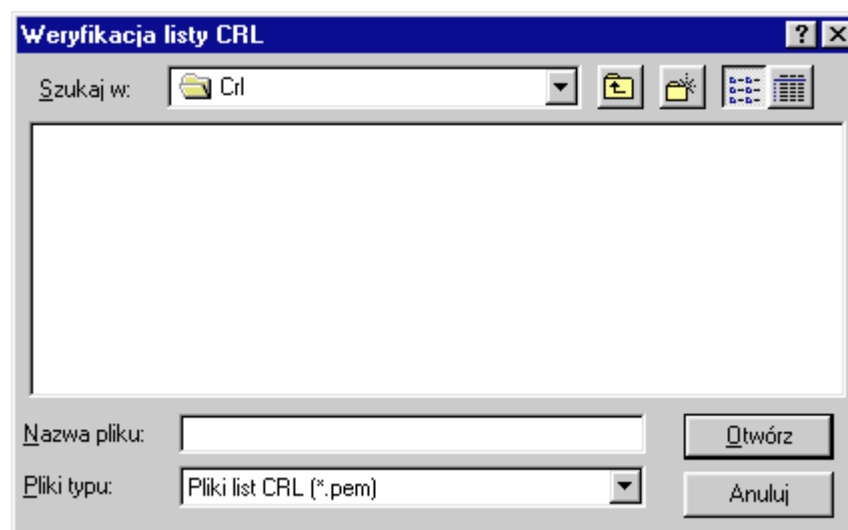 Weryfikacja listy CRL
Szukaj w: Crl
Nazwa pliku: Otwórz
Pliki typu: Pliki list CRL (*.pem) Anuluj